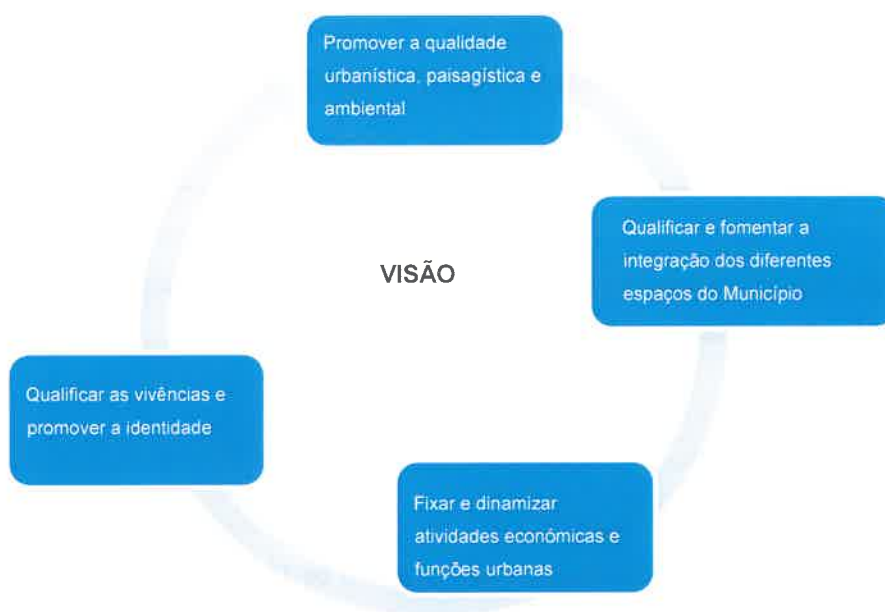 Promover a qualidade
urbanística, paisagística e
ambiental
Qualificar e fomentar a
integração dos diferentes
espaços do Município
VISÃO
Qualificar as vivências e
promover a identidade
Fixar e dinamizar
atividades económicas e
funções urbanas